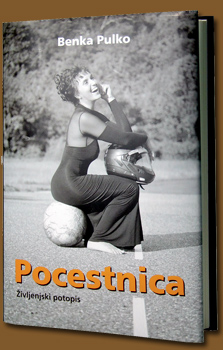 Benka Pulko
Pocestnica
Življenjski potopis